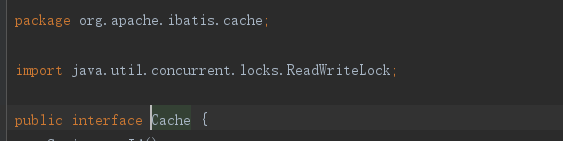 package org.apache.ibatis.cache;
import java.util.concurrent.locks.ReadWriteLock;
public interface Cache {